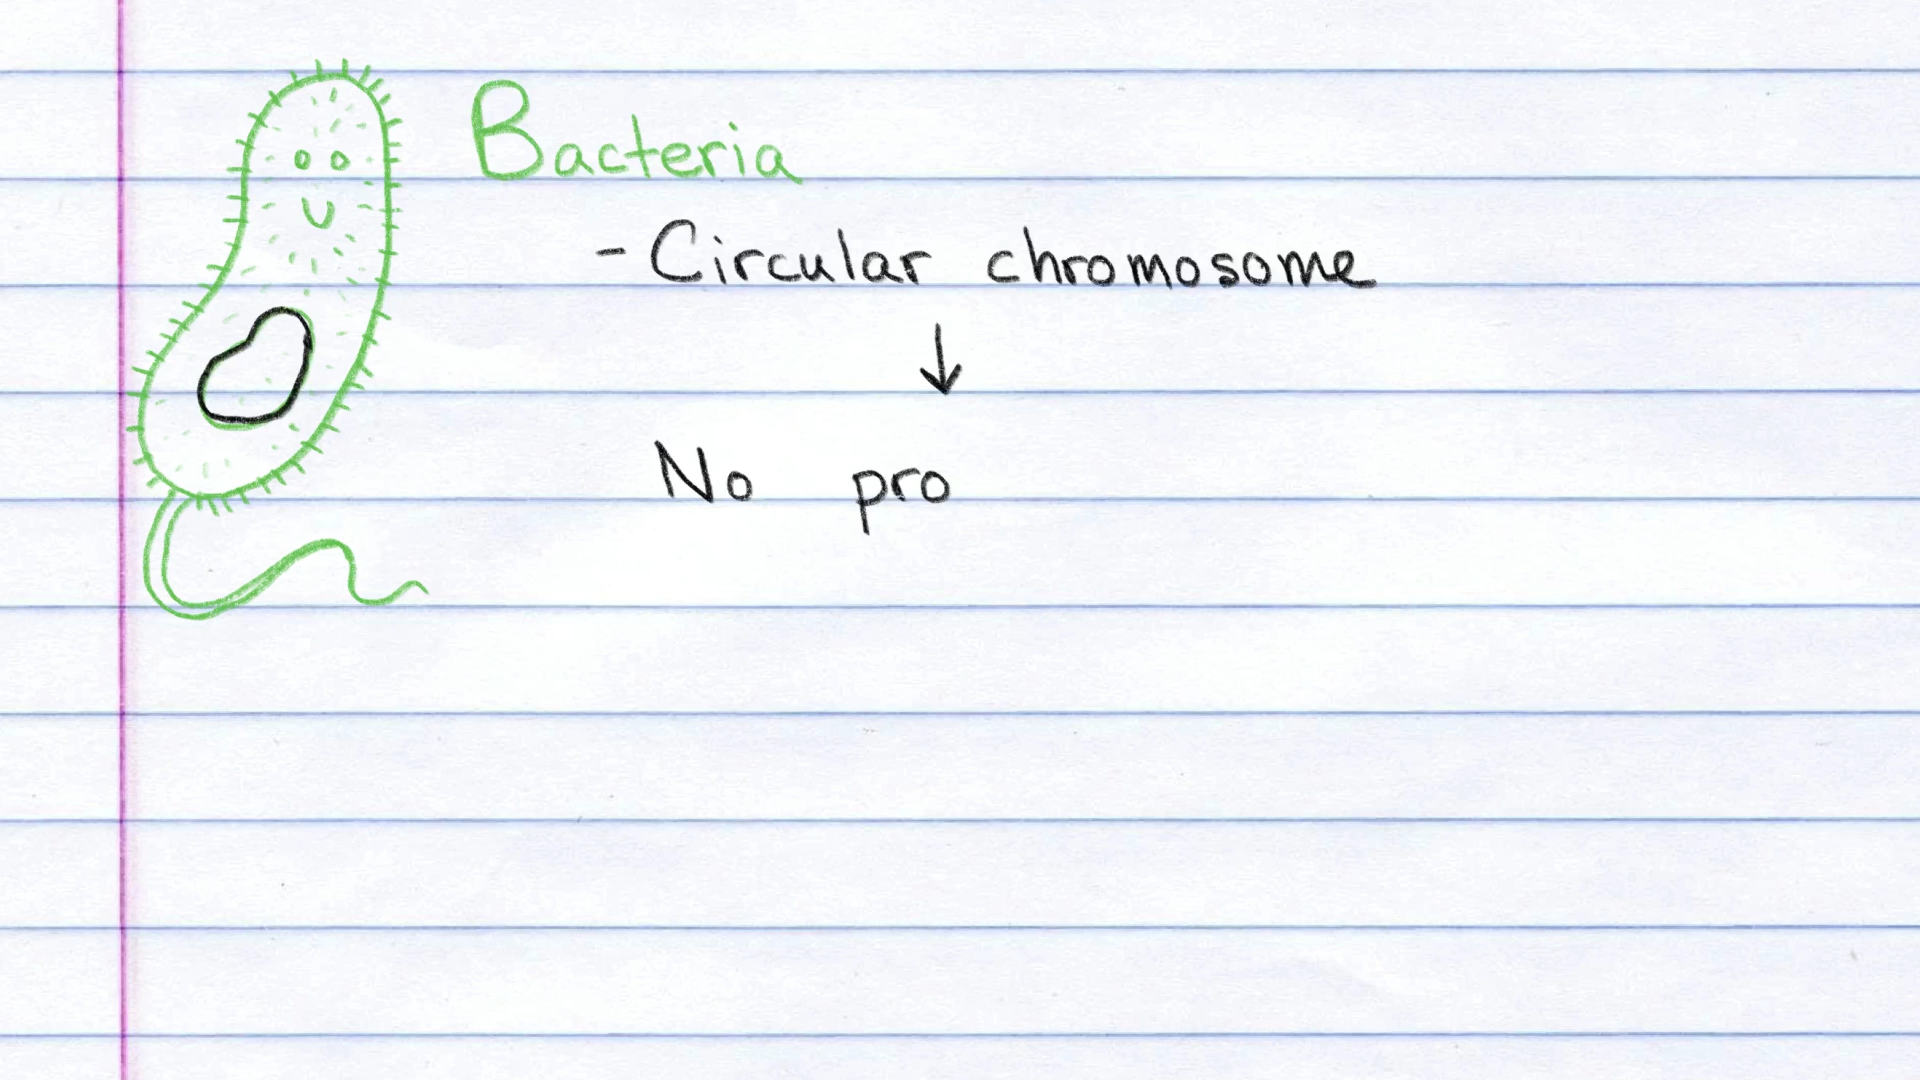 Bacteria
- Circular chromosome
↓
No pro